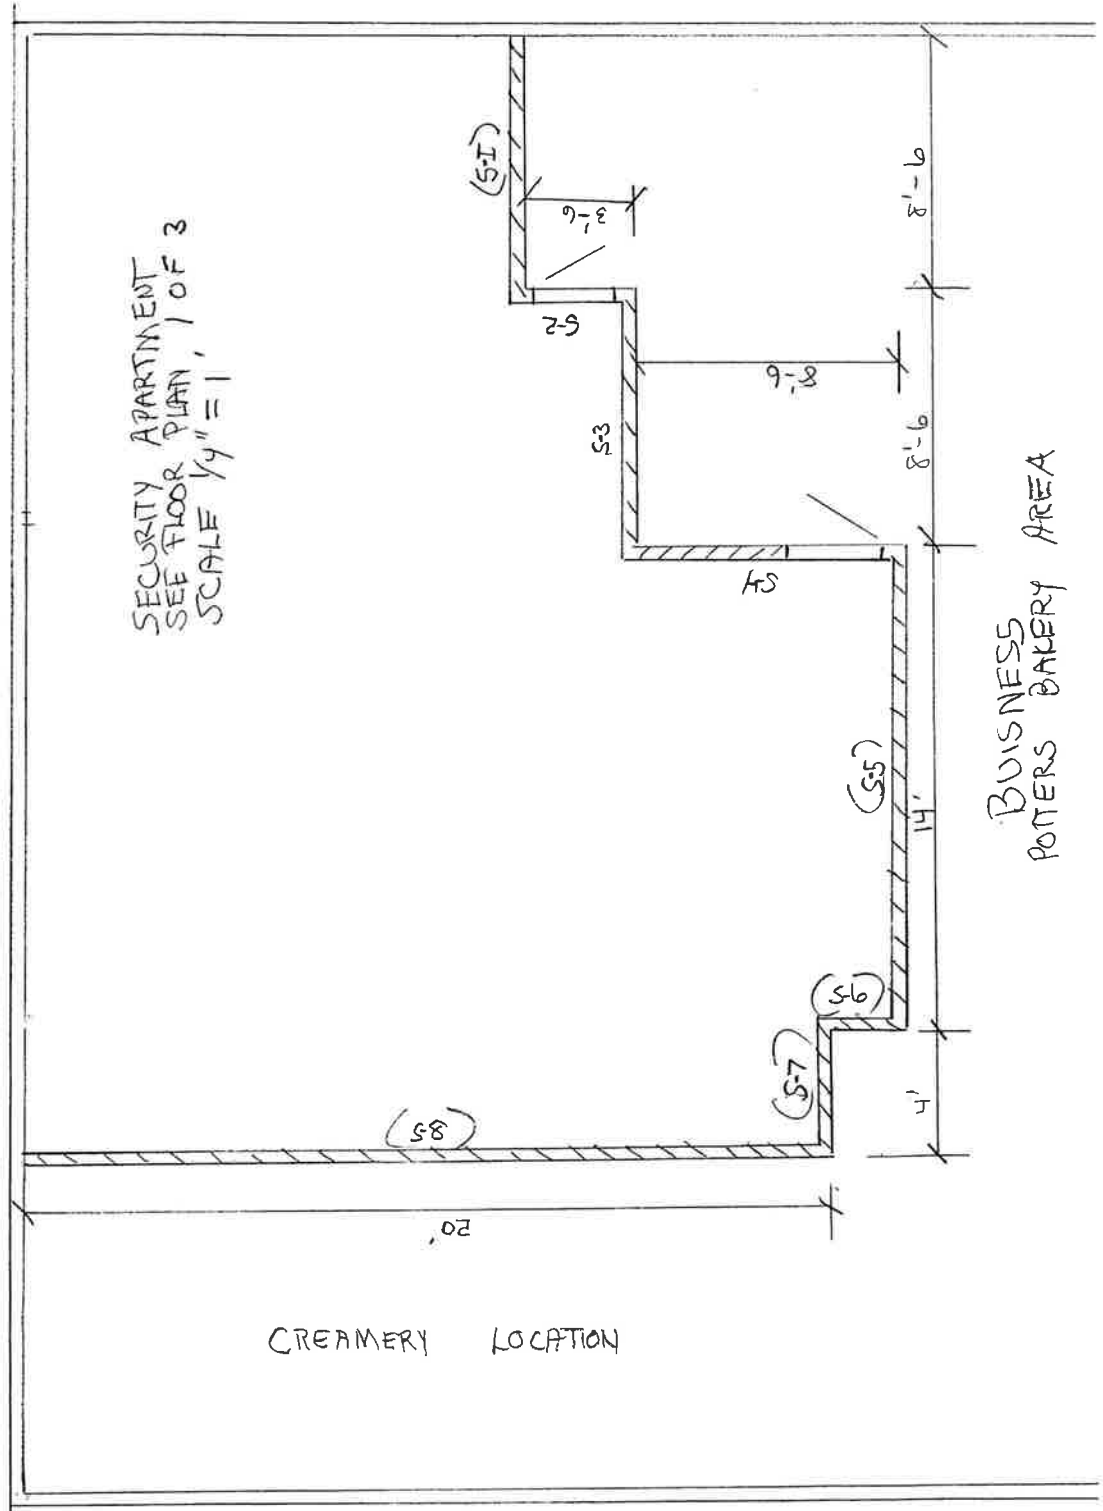 SECURITY APARTMENT
SEE FLOOR PLAN, 1 OF 3
SCALE 1/4" = 1'
(S-1)
3'-6
8'-6
S-2
S-3
8'-6
8'-6
S4
BUISNESS
POTTERS BAKERY AREA
(S-5)
14'
(S-6)
(S-7)
4'
(S-8)
20'
CREAMERY LOCATION